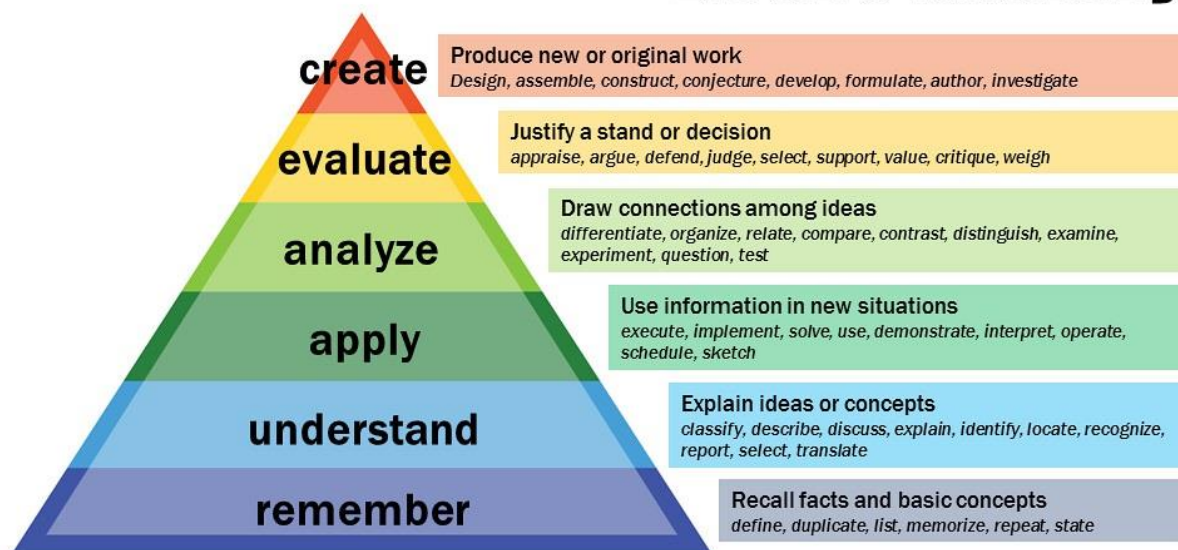 create
Produce new or original work
Design, assemble, construct, conjecture, develop, formulate, author, investigate
evaluate
Justify a stand or decision
appraise, argue, defend, judge, select, support, value, critique, weigh
analyze
Draw connections among ideas
differentiate, organize, relate, compare, contrast, distinguish, examine,
experiment, question, test
apply
Use information in new situations
execute, implement, solve, use, demonstrate, interpret, operate,
schedule, sketch
understand
Explain ideas or concepts
classify, describe, discuss, explain, identify, locate, recognize,
report, select, translate
remember
Recall facts and basic concepts
define, duplicate, list, memorize, repeat, state